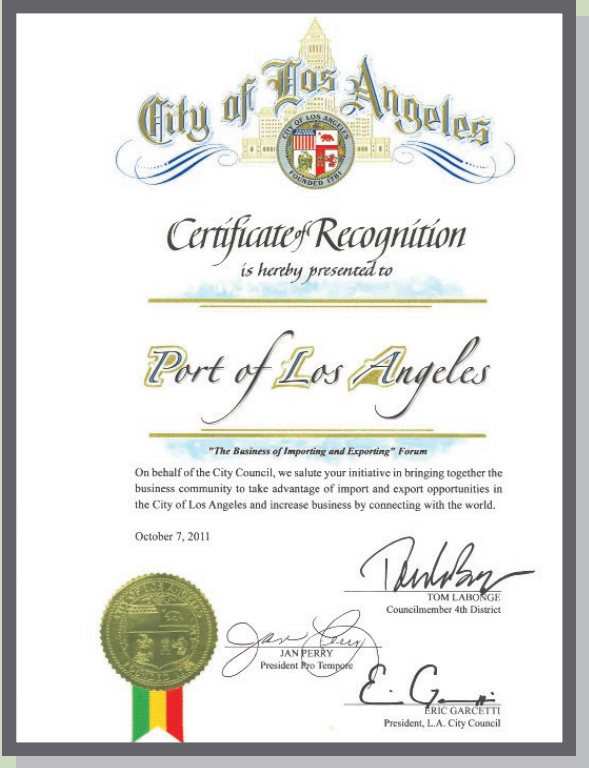 City of Los Angeles
CITY OF LOS ANGELES
FOUNDED 1781
Certificate of Recognition
is hereby presented to
Port of Los Angeles
"The Business of Importing and Exporting" Forum
On behalf of the City Council, we salute your initiative in bringing together the
business community to take advantage of import and export opportunities in
the City of Los Angeles and increase business by connecting with the world.
October 7, 2011
TOM LABONGE
Councilmember 4th District
JAN PERRY
President Pro Tempore
ERIC GARCETTI
President, L.A. City Council